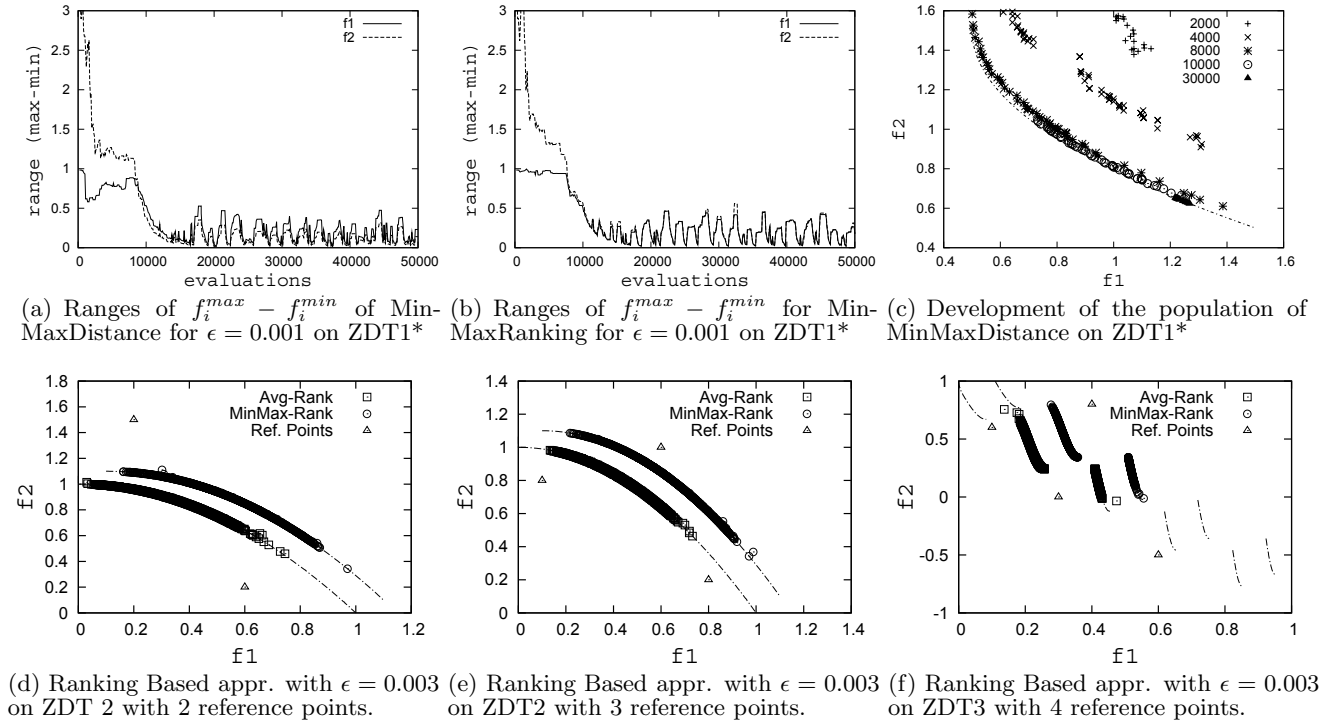 3
2.5
2
1.5
1
0.5
0
range (max-min)
f1
f2
0 10000 20000 30000 40000 50000
evaluations
(a) Ranges of f_i^{max} − f_i^{min} of Min-
MaxDistance for ϵ = 0.001 on ZDT1*
3
2.5
2
1.5
1
0.5
0
range (max-min)
f1
f2
0 10000 20000 30000 40000 50000
evaluations
(b) Ranges of f_i^{max} − f_i^{min} for Min-
MaxRanking for ϵ = 0.001 on ZDT1*
1.6
1.4
1.2
1
0.8
0.6
0.4
f2
2000
4000
8000
10000
30000
0.4 0.6 0.8 1.0 1.2 1.4 1.6
f1
(c) Development of the population of
MinMaxDistance on ZDT1*
1.8
1.6
1.4
1.2
1.0
0.8
0.6
0.4
0.2
0
f2
Avg-Rank
MinMax-Rank
Ref. Points
0 0.2 0.4 0.6 0.8 1 1.2
f1
(d) Ranking Based appr. with ϵ = 0.003
on ZDT 2 with 2 reference points.
1.4
1.2
1.0
0.8
0.6
0.4
0.2
0
f2
Avg-Rank
MinMax-Rank
Ref. Points
0 0.2 0.4 0.6 0.8 1 1.2 1.4
f1
(e) Ranking Based appr. with ϵ = 0.003
on ZDT2 with 3 reference points.
1
0.5
0
-0.5
-1
f2
Avg-Rank
MinMax-Rank
Ref. Points
0 0.2 0.4 0.6 0.8 1
f1
(f) Ranking Based appr. with ϵ = 0.003
on ZDT3 with 4 reference points.